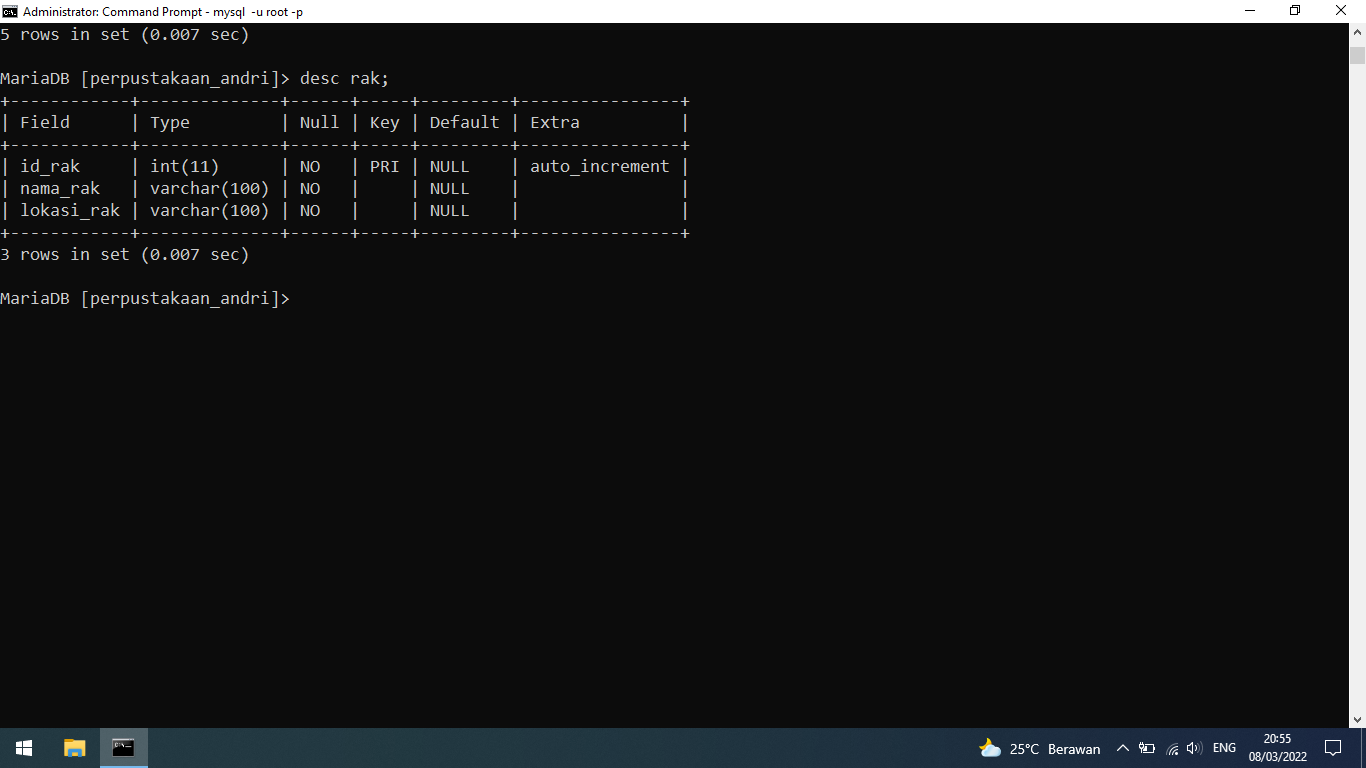 Administrator: Command Prompt - mysql  -u root -p
5 rows in set (0.007 sec)
MariaDB [perpustakaan_andri]> desc rak;
+------------+--------------+------+-----+---------+----------------+
| Field      | Type         | Null | Key | Default | Extra          |
+------------+--------------+------+-----+---------+----------------+
| id_rak     | int(11)      | NO   | PRI | NULL    | auto_increment |
| nama_rak   | varchar(100) | NO   |     | NULL    |                |
| lokasi_rak | varchar(100) | NO   |     | NULL    |                |
+------------+--------------+------+-----+---------+----------------+
3 rows in set (0.007 sec)
MariaDB [perpustakaan_andri]>
25°C Berawan
ENG
20:55
08/03/2022